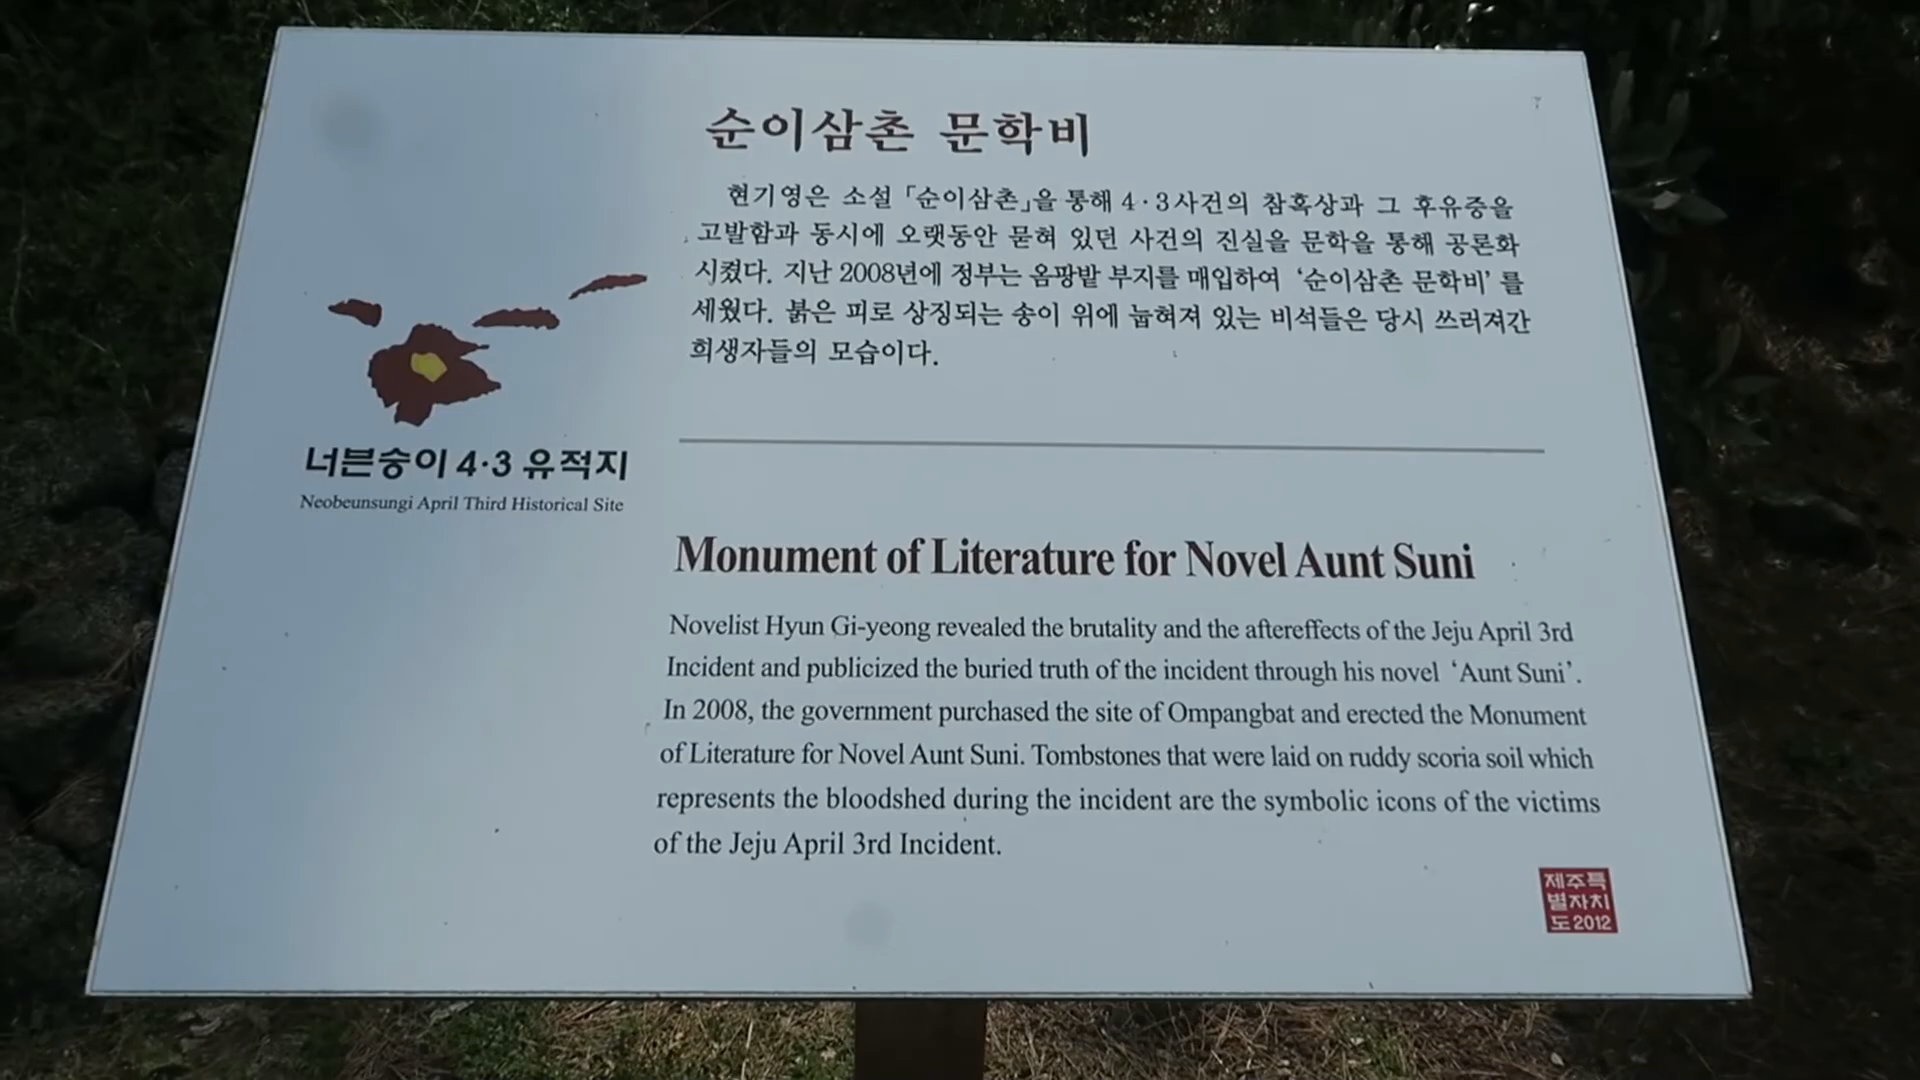 순이삼촌 문학비
현기영은 소설 「순이삼촌」을 통해 4·3사건의 참혹상과 그 후유증을
고발함과 동시에 오랫동안 묻혀 있던 사건의 진실을 문학을 통해 공론화
시켰다. 지난 2008년에 정부는 옴팡밭 부지를 매입하여 ‘순이삼촌 문학비’를
세웠다. 붉은 피로 상징되는 송이 위에 눕혀져 있는 비석들은 당시 쓰러져간
희생자들의 모습이다.
너븐숭이 4·3 유적지
Neobeunsungi April Third Historical Site
Monument of Literature for Novel Aunt Suni
Novelist Hyun Gi-yeong revealed the brutality and the aftereffects of the Jeju April 3rd
Incident and publicized the buried truth of the incident through his novel ‘Aunt Suni’.
In 2008, the government purchased the site of Ompangbat and erected the Monument
of Literature for Novel Aunt Suni. Tombstones that were laid on ruddy scoria soil which
represents the bloodshed during the incident are the symbolic icons of the victims
of the Jeju April 3rd Incident.
제주특
별자치
도2012